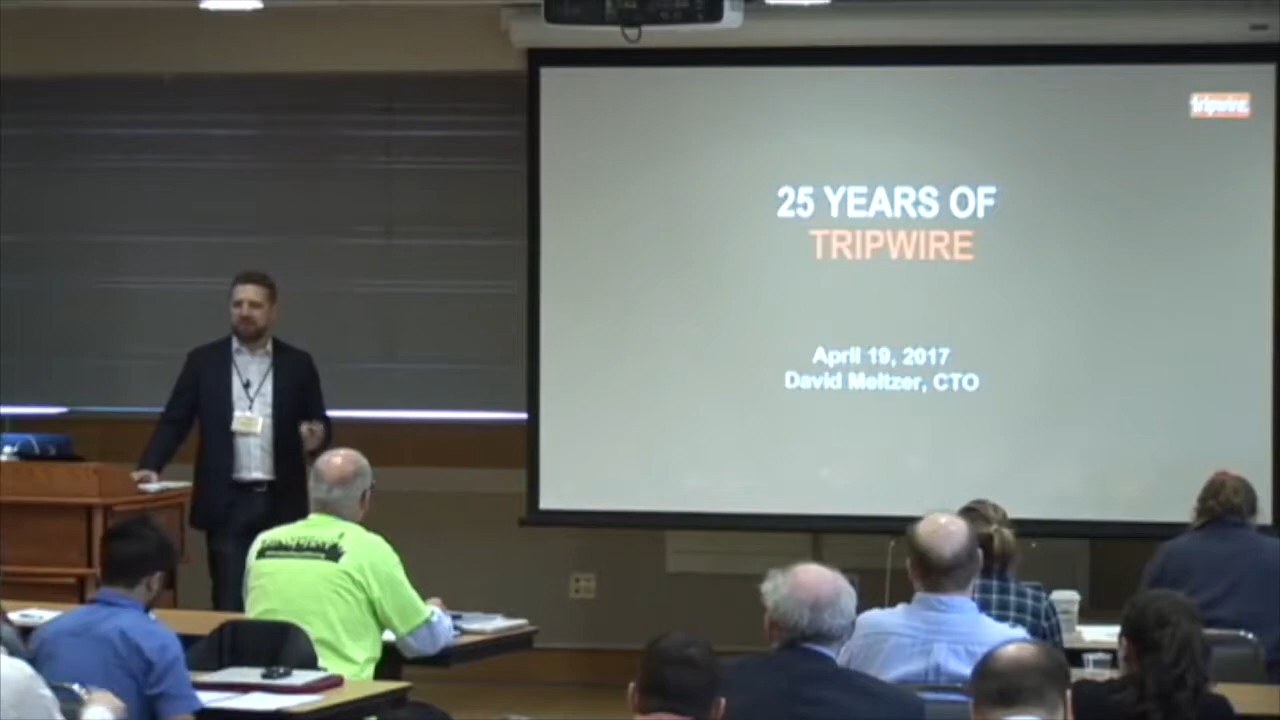 tripwire.
25 YEARS OF
TRIPWIRE
April 19, 2017
David Meltzer, CTO